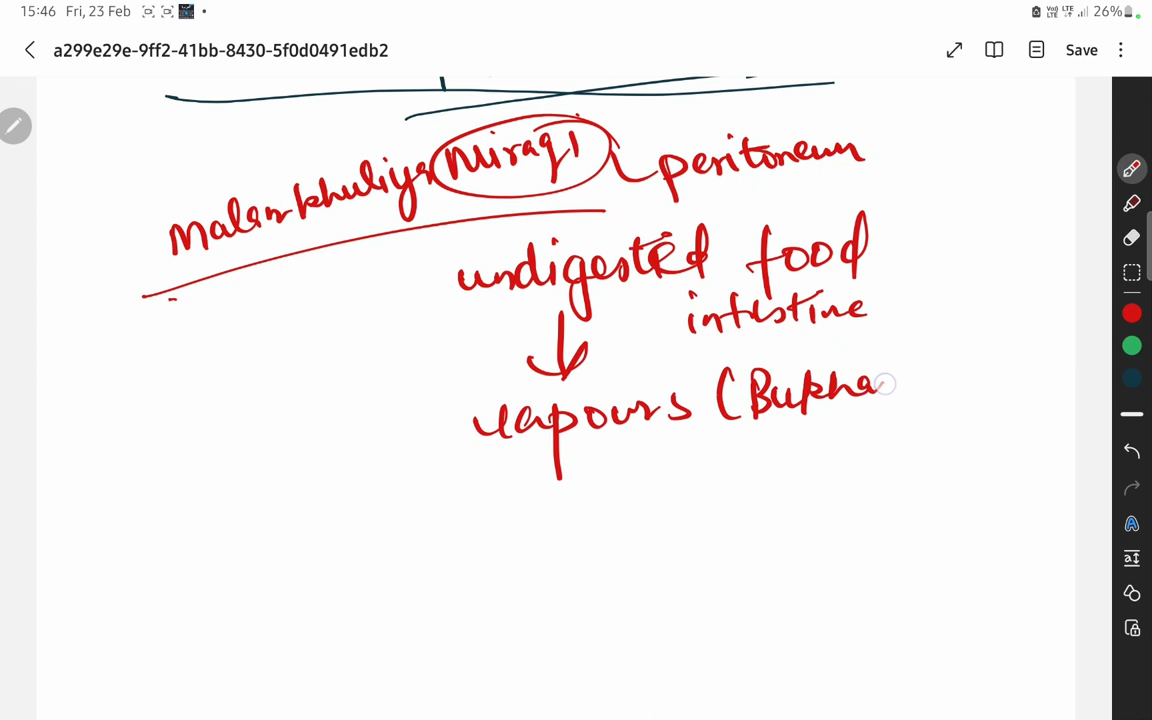 15:46 Fri, 23 Feb 26%
a299e29e-9ff2-41bb-8430-5f0d0491edb2 Save
Malenkhuliya Miraqi peritoneum
undigested food
intestine
vapours (Bukha